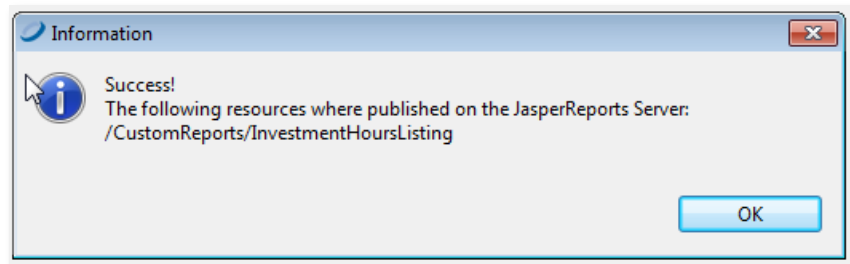 Information
Success!
The following resources where published on the JasperReports Server:
/CustomReports/InvestmentHoursListing
OK